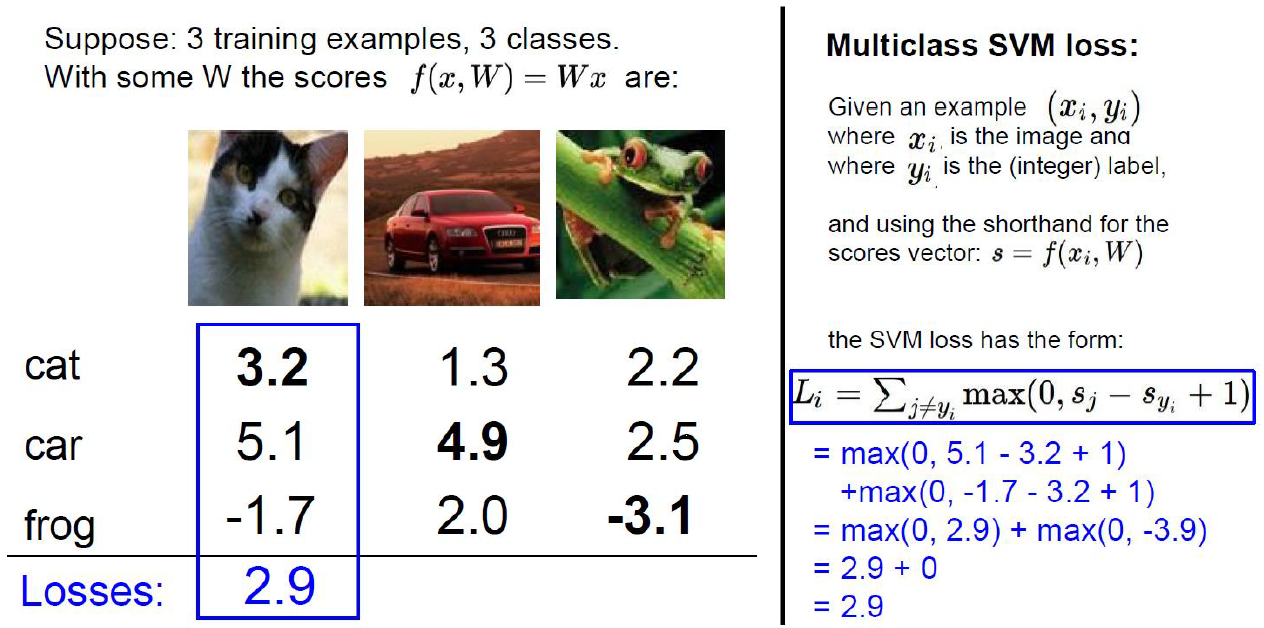 Suppose: 3 training examples, 3 classes.
With some W the scores f(x, W) = Wx are:
cat 3.2 1.3 2.2
car 5.1 4.9 2.5
frog -1.7 2.0 -3.1
Losses: 2.9
Multiclass SVM loss:
Given an example (x_i, y_i)
where x_i is the image and
where y_i is the (integer) label,
and using the shorthand for the
scores vector: s = f(x_i, W)
the SVM loss has the form:
L_i = ∑_{j≠y_i} max(0, s_j − s_{y_i} + 1)
= max(0, 5.1 - 3.2 + 1)
+max(0, -1.7 - 3.2 + 1)
= max(0, 2.9) + max(0, -3.9)
= 2.9 + 0
= 2.9